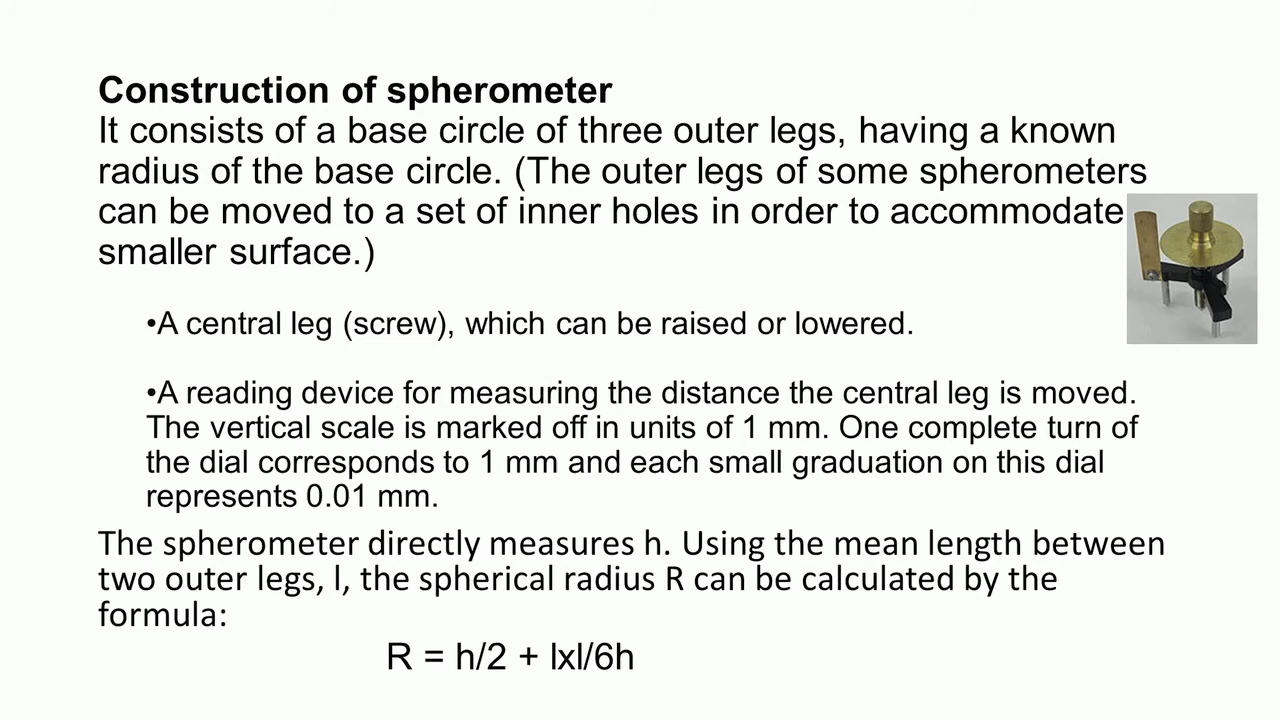 Construction of spherometer
It consists of a base circle of three outer legs, having a known
radius of the base circle. (The outer legs of some spherometers
can be moved to a set of inner holes in order to accommodate
smaller surface.)
•A central leg (screw), which can be raised or lowered.
•A reading device for measuring the distance the central leg is moved.
The vertical scale is marked off in units of 1 mm. One complete turn of
the dial corresponds to 1 mm and each small graduation on this dial
represents 0.01 mm.
The spherometer directly measures h. Using the mean length between
two outer legs, l, the spherical radius R can be calculated by the
formula:
R = h/2 + lxl/6h